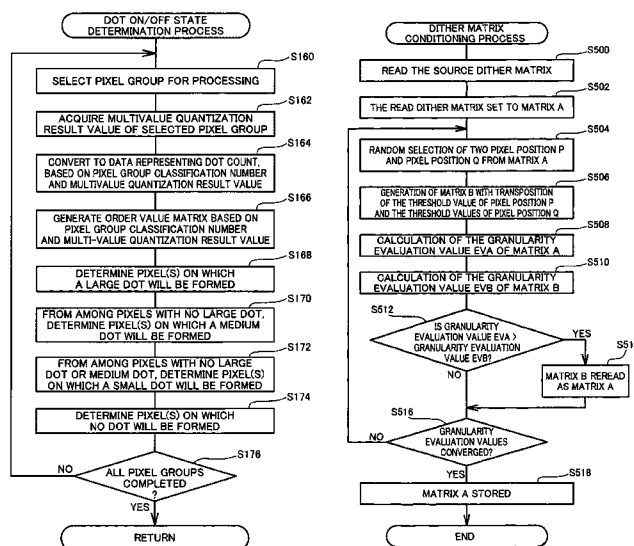 DOT ON/OFF STATE
DETERMINATION PROCESS
S160
SELECT PIXEL GROUP FOR PROCESSING
S162
ACQUIRE MULTIVALUE QUANTIZATION
RESULT VALUE OF SELECTED PIXEL GROUP
S164
CONVERT TO DATA REPRESENTING DOT COUNT,
BASED ON PIXEL GROUP CLASSIFICATION NUMBER
AND MULTIVALUE QUANTIZATION RESULT VALUE
S166
GENERATE ORDER VALUE MATRIX BASED ON
PIXEL GROUP CLASSIFICATION NUMBER
AND MULTI-VALUE QUANTIZATION RESULT VALUE
S168
DETERMINE PIXEL(S) ON WHICH
A LARGE DOT WILL BE FORMED
S170
FROM AMONG PIXELS WITH NO LARGE DOT,
DETERMINE PIXEL(S) ON WHICH A MEDIUM
DOT WILL BE FORMED
S172
FROM AMONG PIXELS WITH NO LARGE
DOT OR MEDIUM DOT, DETERMINE PIXEL(S)
ON WHICH A SMALL DOT WILL BE FORMED
S174
DETERMINE PIXEL(S) ON WHICH
NO DOT WILL BE FORMED
S176
NO
ALL PIXEL GROUPS
COMPLETED
?
YES
RETURN
DITHER MATRIX
CONDITIONING PROCESS
S500
READ THE SOURCE DITHER MATRIX
S502
THE READ DITHER MATRIX SET TO MATRIX A
S504
RANDOM SELECTION OF TWO PIXEL POSITION P
AND PIXEL POSITION Q FROM MATRIX A
S506
GENERATION OF MATRIX B WITH TRANSPOSITION
OF THE THRESHOLD VALUE OF PIXEL POSITION P
AND THE THRESHOLD VALUES OF PIXEL POSITION Q
S508
CALCULATION OF THE GRANULARITY
EVALUATION VALUE EVA OF MATRIX A
S510
CALCULATION OF THE GRANULARITY
EVALUATION VALUE EVB OF MATRIX B
S512
IS GRANULARITY
EVALUATION VALUE EVA >
GRANULARITY EVALUATION
VALUE EVB?
YES
S51
MATRIX B REREAD
AS MATRIX A
NO
S516
GRANULARITY
EVALUATION VALUES
CONVERGED?
NO
YES
S518
MATRIX A STORED
END